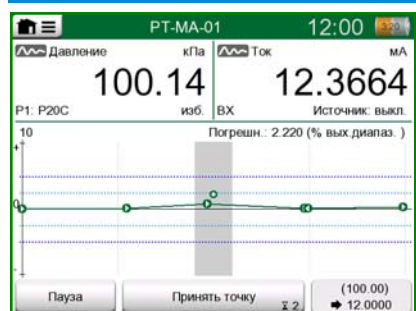 PT-MA-01
12:00
Давление кПа
100.14
P1: P20C изб.
Ток мА
12.3664
ВХ Источник: выкл.
10 Погрешн.: 2.220 (% вых.диапаз. )
+
0
-
Пауза
Принять точку 2
(100.00)
➡ 12.0000